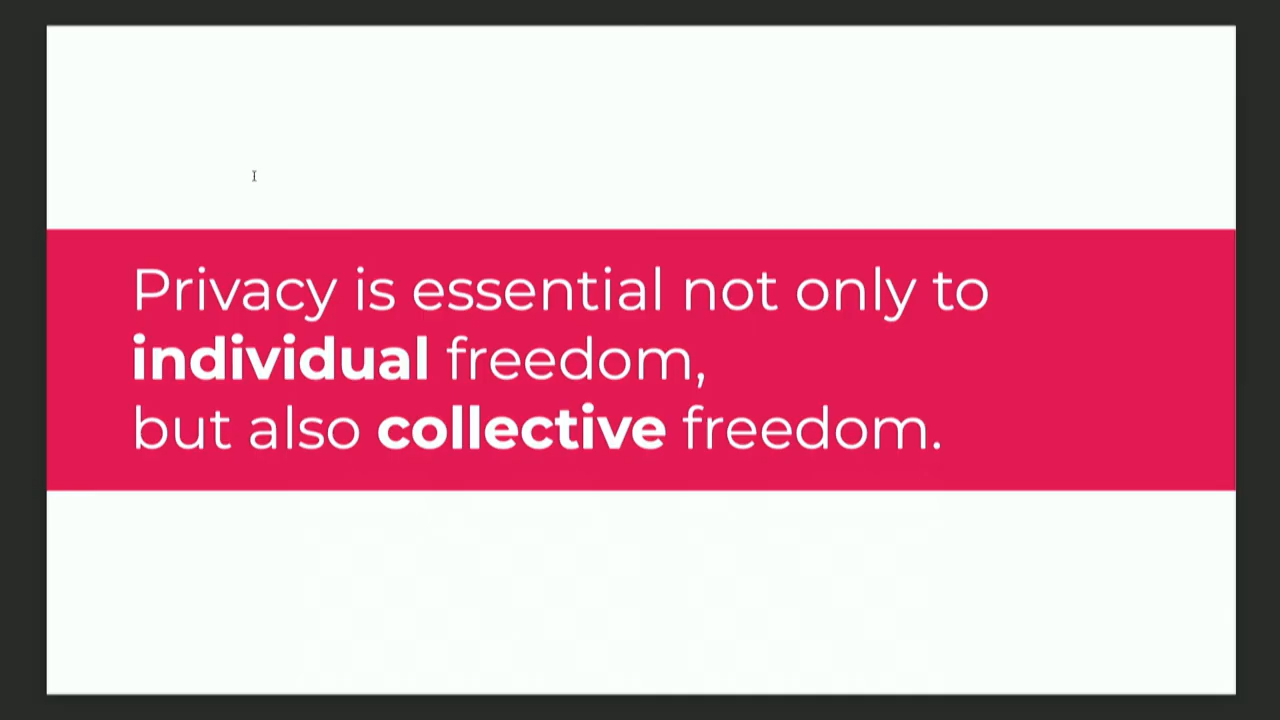 Privacy is essential not only to
individual freedom,
but also collective freedom.